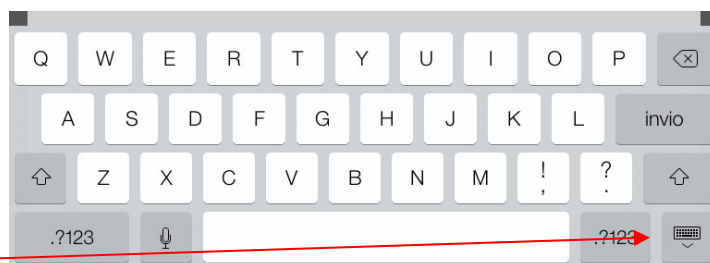 Q W E R T Y U I O P
A S D F G H J K L invio
Z X C V B N M ! , ? .
.?123 .?123